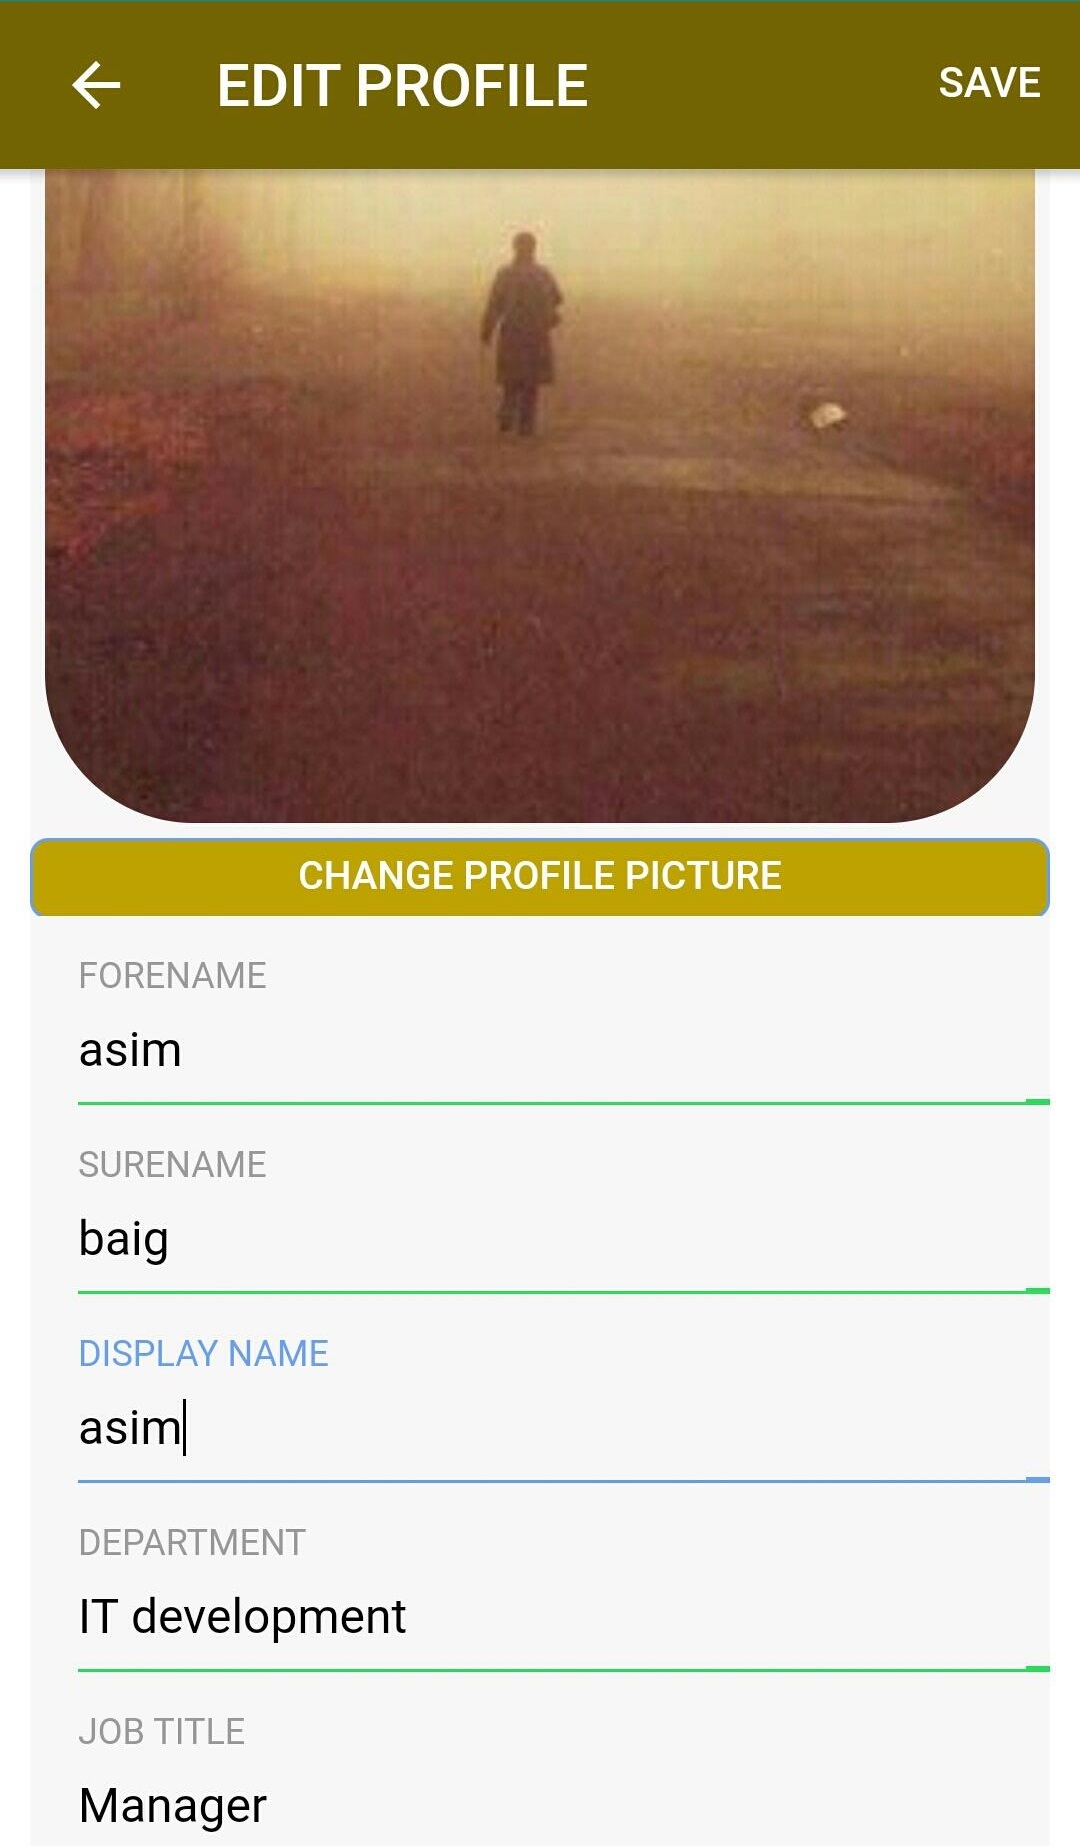 EDIT PROFILE
SAVE
CHANGE PROFILE PICTURE
FORENAME
asim
SURENAME
baig
DISPLAY NAME
asim
DEPARTMENT
IT development
JOB TITLE
Manager